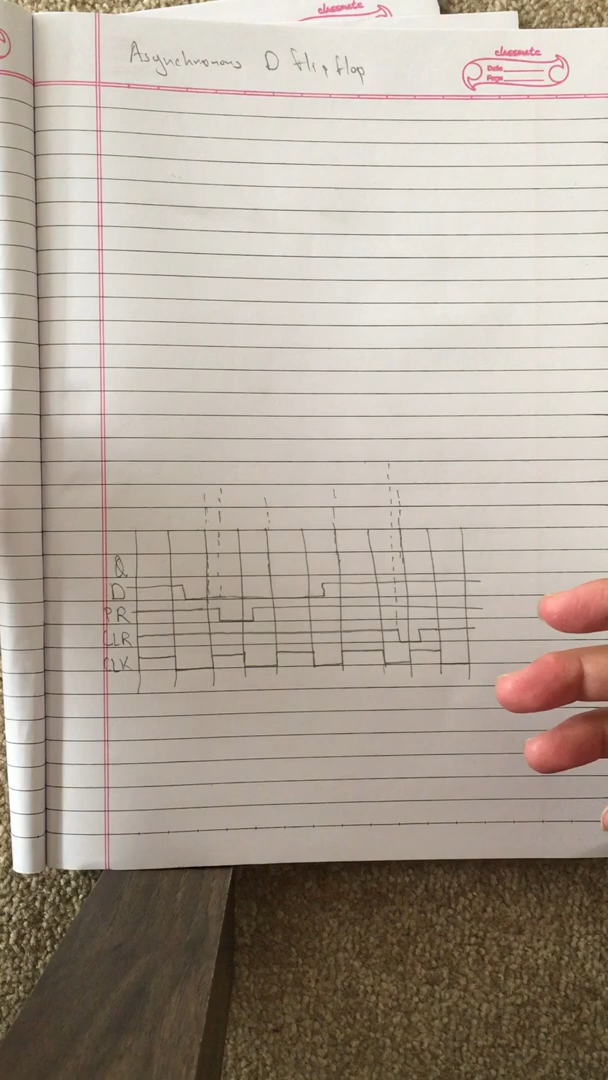 classmate
Asynchronous D flip flop
classmate
Date
Page
Q
D
PR
CLR
CLK